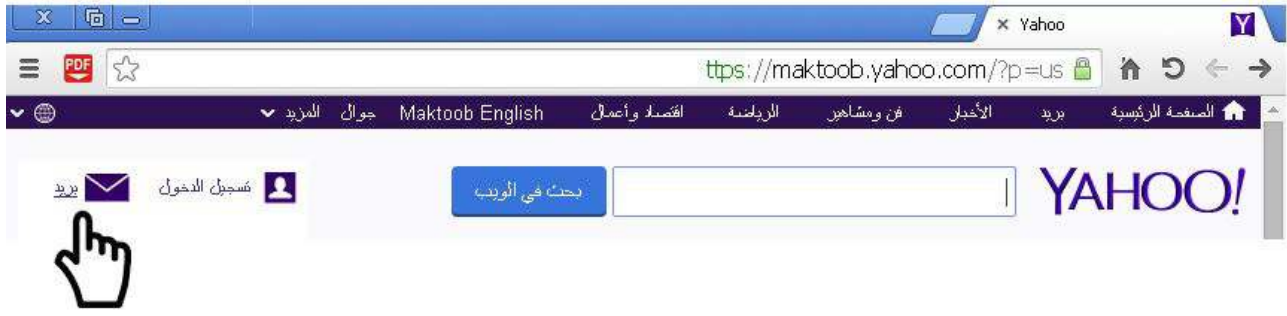 Yahoo
PDF ttps://maktoob.yahoo.com/?p=us
الصفحة الرئيسية بريد الأخبار فن ومشاهير الرياضة اقتصاد وأعمال Maktoob English جوال المزيد
YAHOO! بحث في الويب تسجيل الدخول بريد